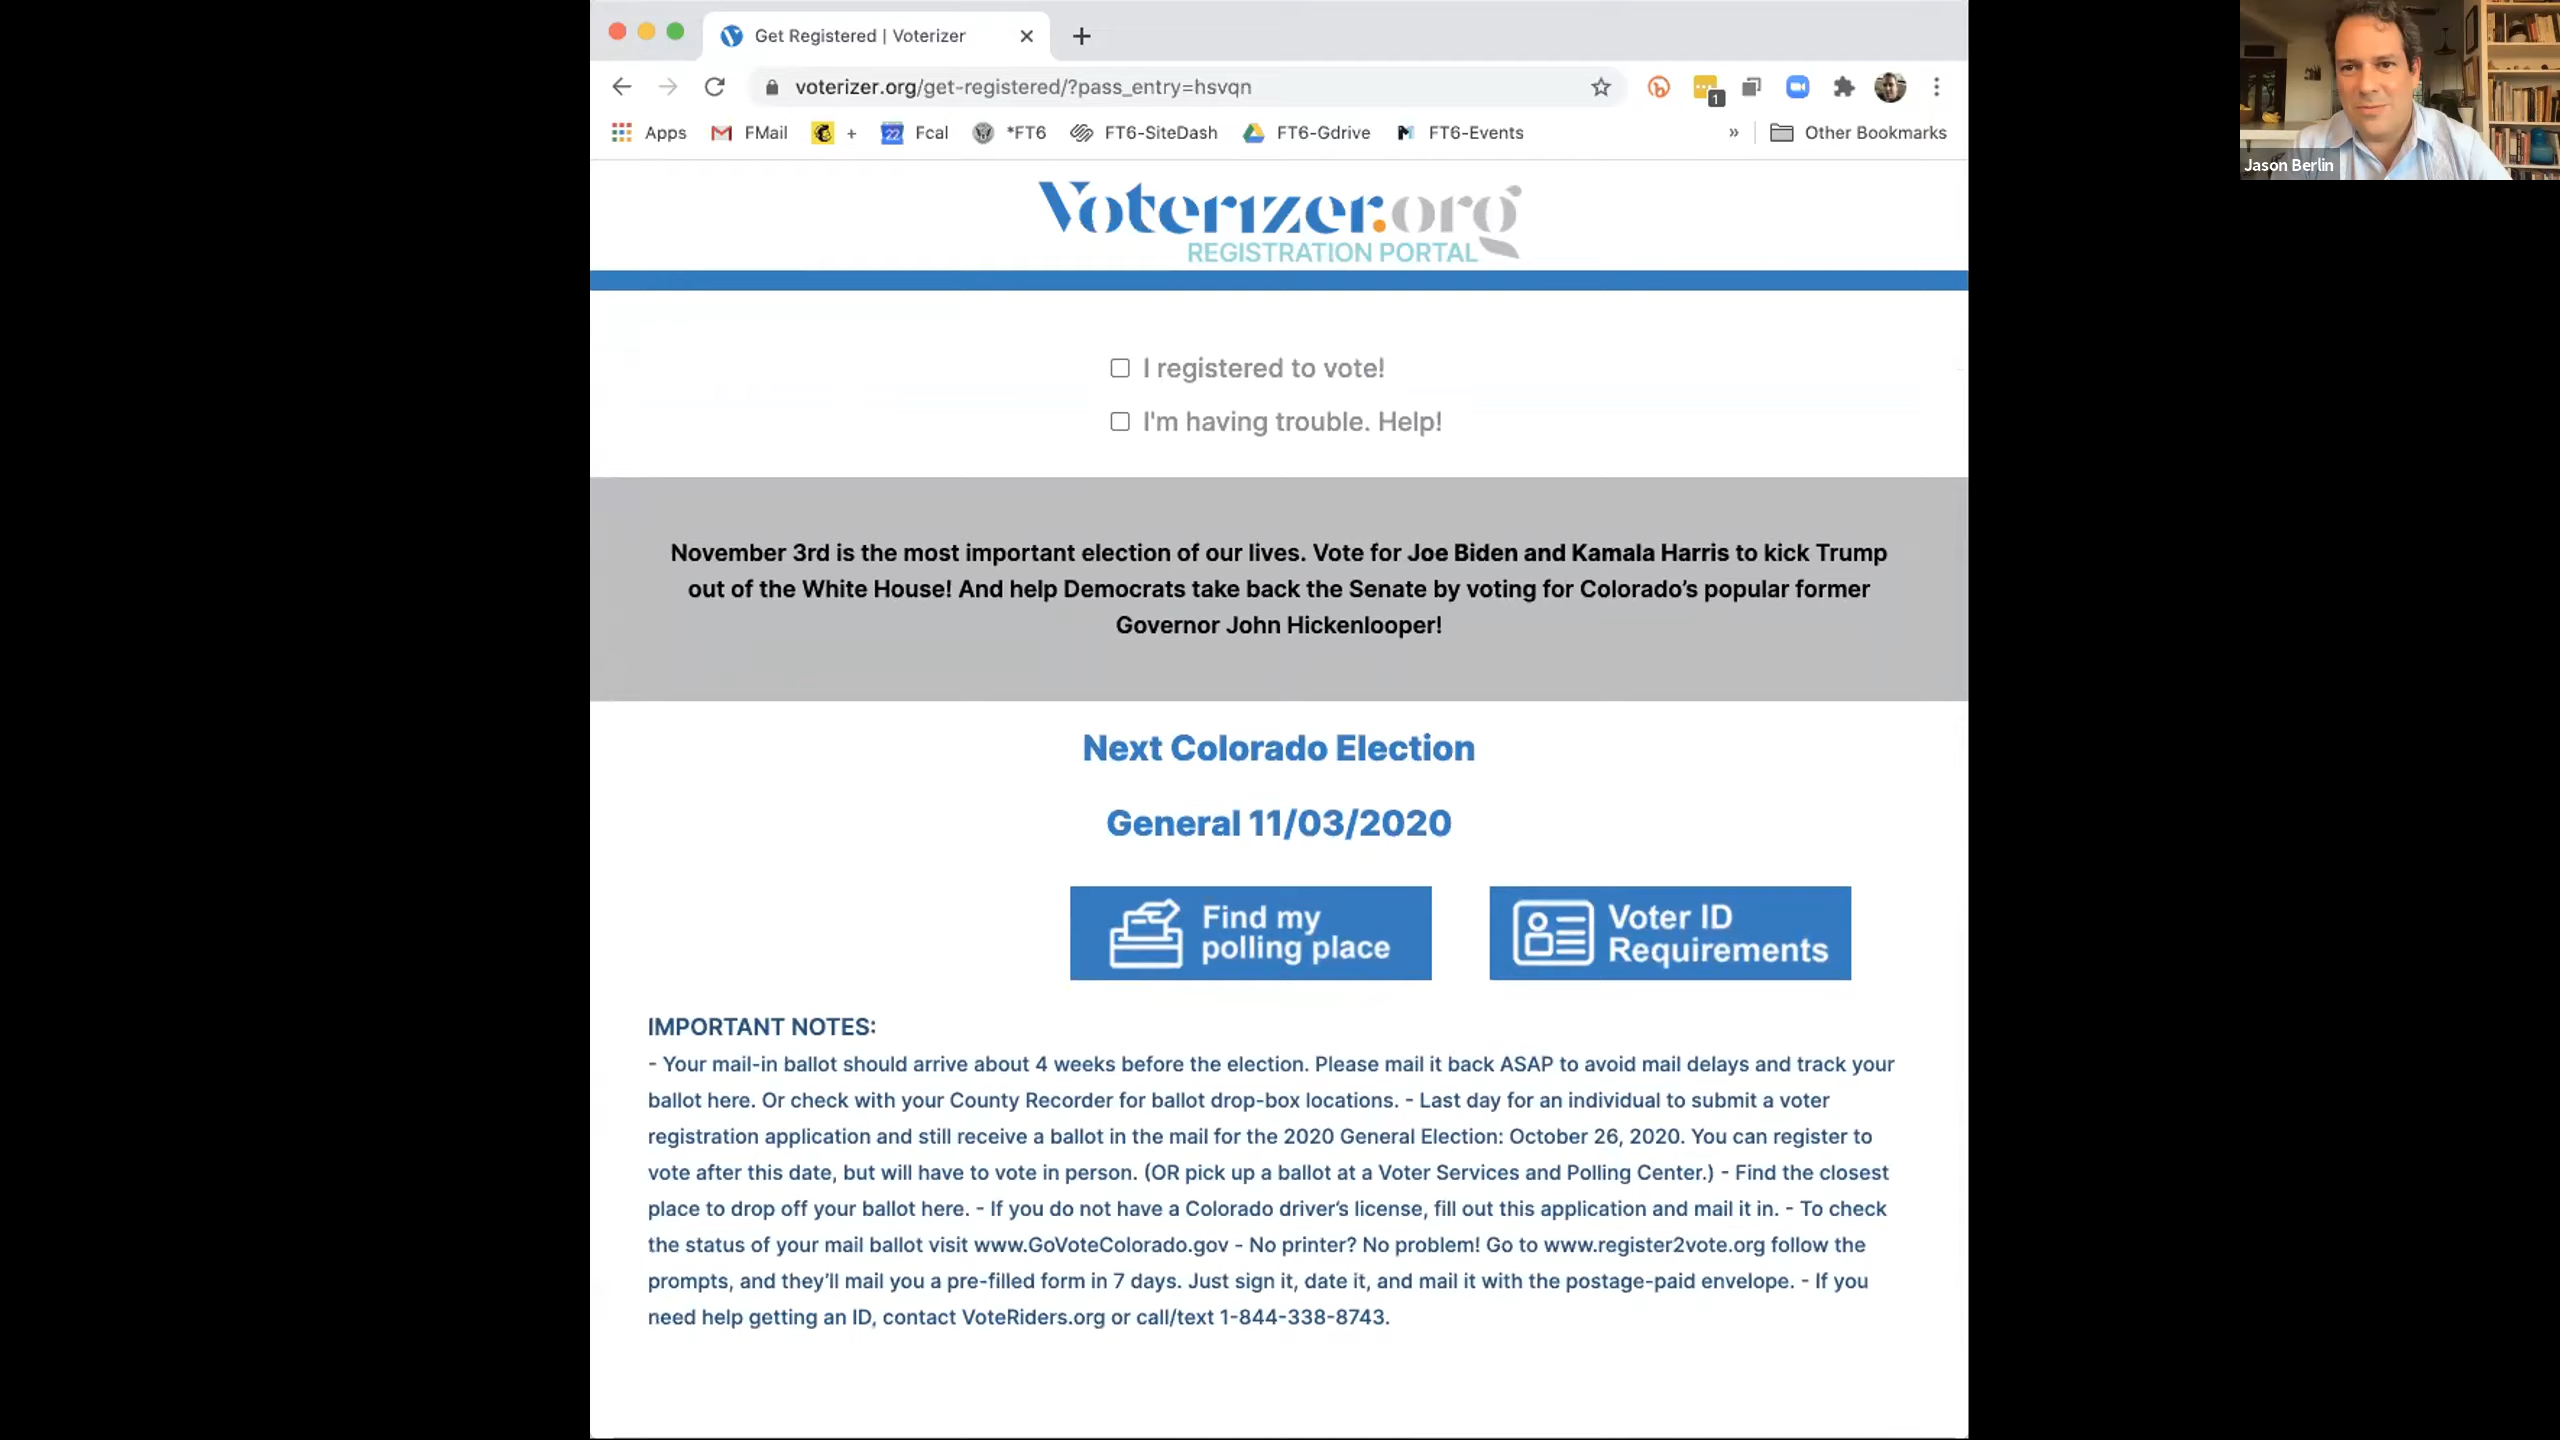 Get Registered | Voterizer
voterizer.org/get-registered/?pass_entry=hsvqn
1
Apps FMail + 22 Fcal *FT6 FT6-SiteDash FT6-Gdrive FT6-Events » Other Bookmarks
Jason Berlin
Voterizer.org
REGISTRATION PORTAL
I registered to vote!
I'm having trouble. Help!
November 3rd is the most important election of our lives. Vote for Joe Biden and Kamala Harris to kick Trump
out of the White House! And help Democrats take back the Senate by voting for Colorado’s popular former
Governor John Hickenlooper!
Next Colorado Election
General 11/03/2020
Find my
polling place
Voter ID
Requirements
IMPORTANT NOTES:
- Your mail-in ballot should arrive about 4 weeks before the election. Please mail it back ASAP to avoid mail delays and track your
ballot here. Or check with your County Recorder for ballot drop-box locations. - Last day for an individual to submit a voter
registration application and still receive a ballot in the mail for the 2020 General Election: October 26, 2020. You can register to
vote after this date, but will have to vote in person. (OR pick up a ballot at a Voter Services and Polling Center.) - Find the closest
place to drop off your ballot here. - If you do not have a Colorado driver’s license, fill out this application and mail it in. - To check
the status of your mail ballot visit www.GoVoteColorado.gov - No printer? No problem! Go to www.register2vote.org follow the
prompts, and they’ll mail you a pre-filled form in 7 days. Just sign it, date it, and mail it with the postage-paid envelope. - If you
need help getting an ID, contact VoteRiders.org or call/text 1-844-338-8743.